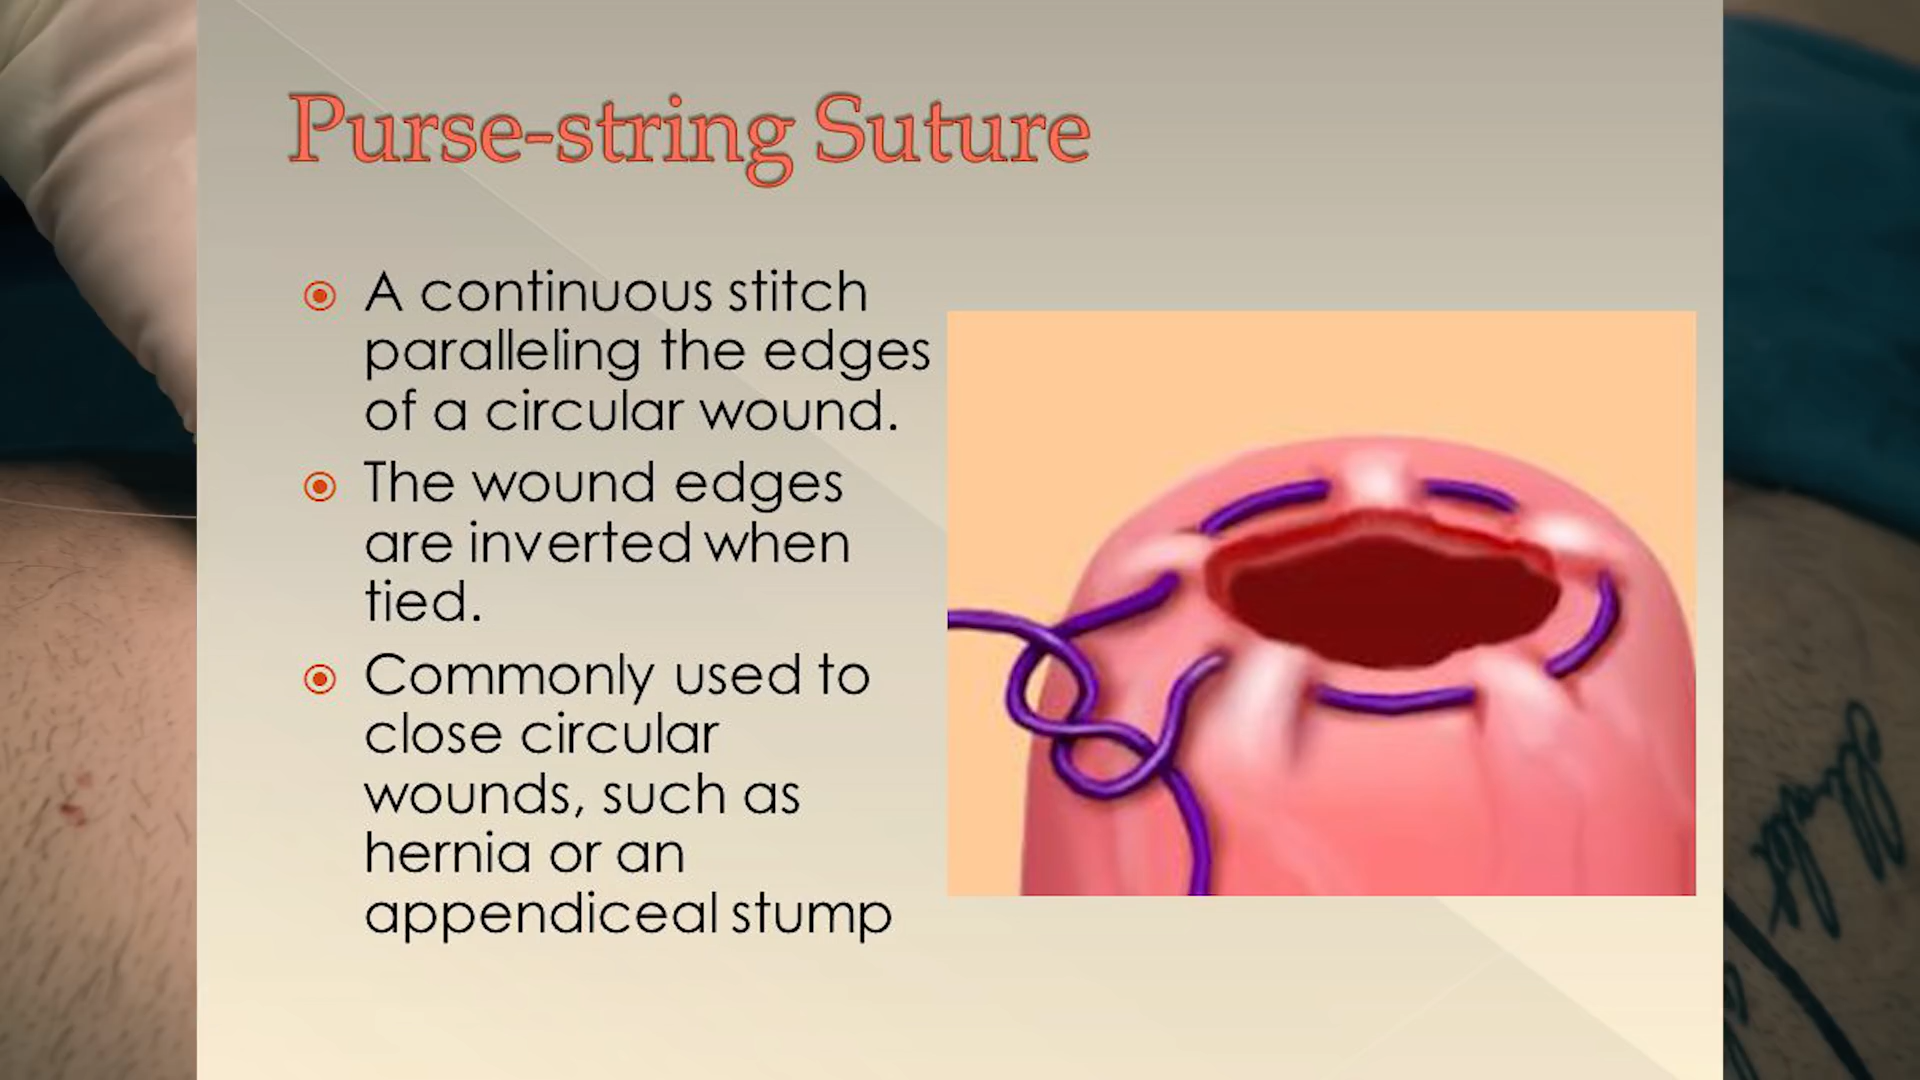 Purse-string Suture
A continuous stitch
paralleling the edges
of a circular wound.
The wound edges
are inverted when
tied.
Commonly used to
close circular
wounds, such as
hernia or an
appendiceal stump